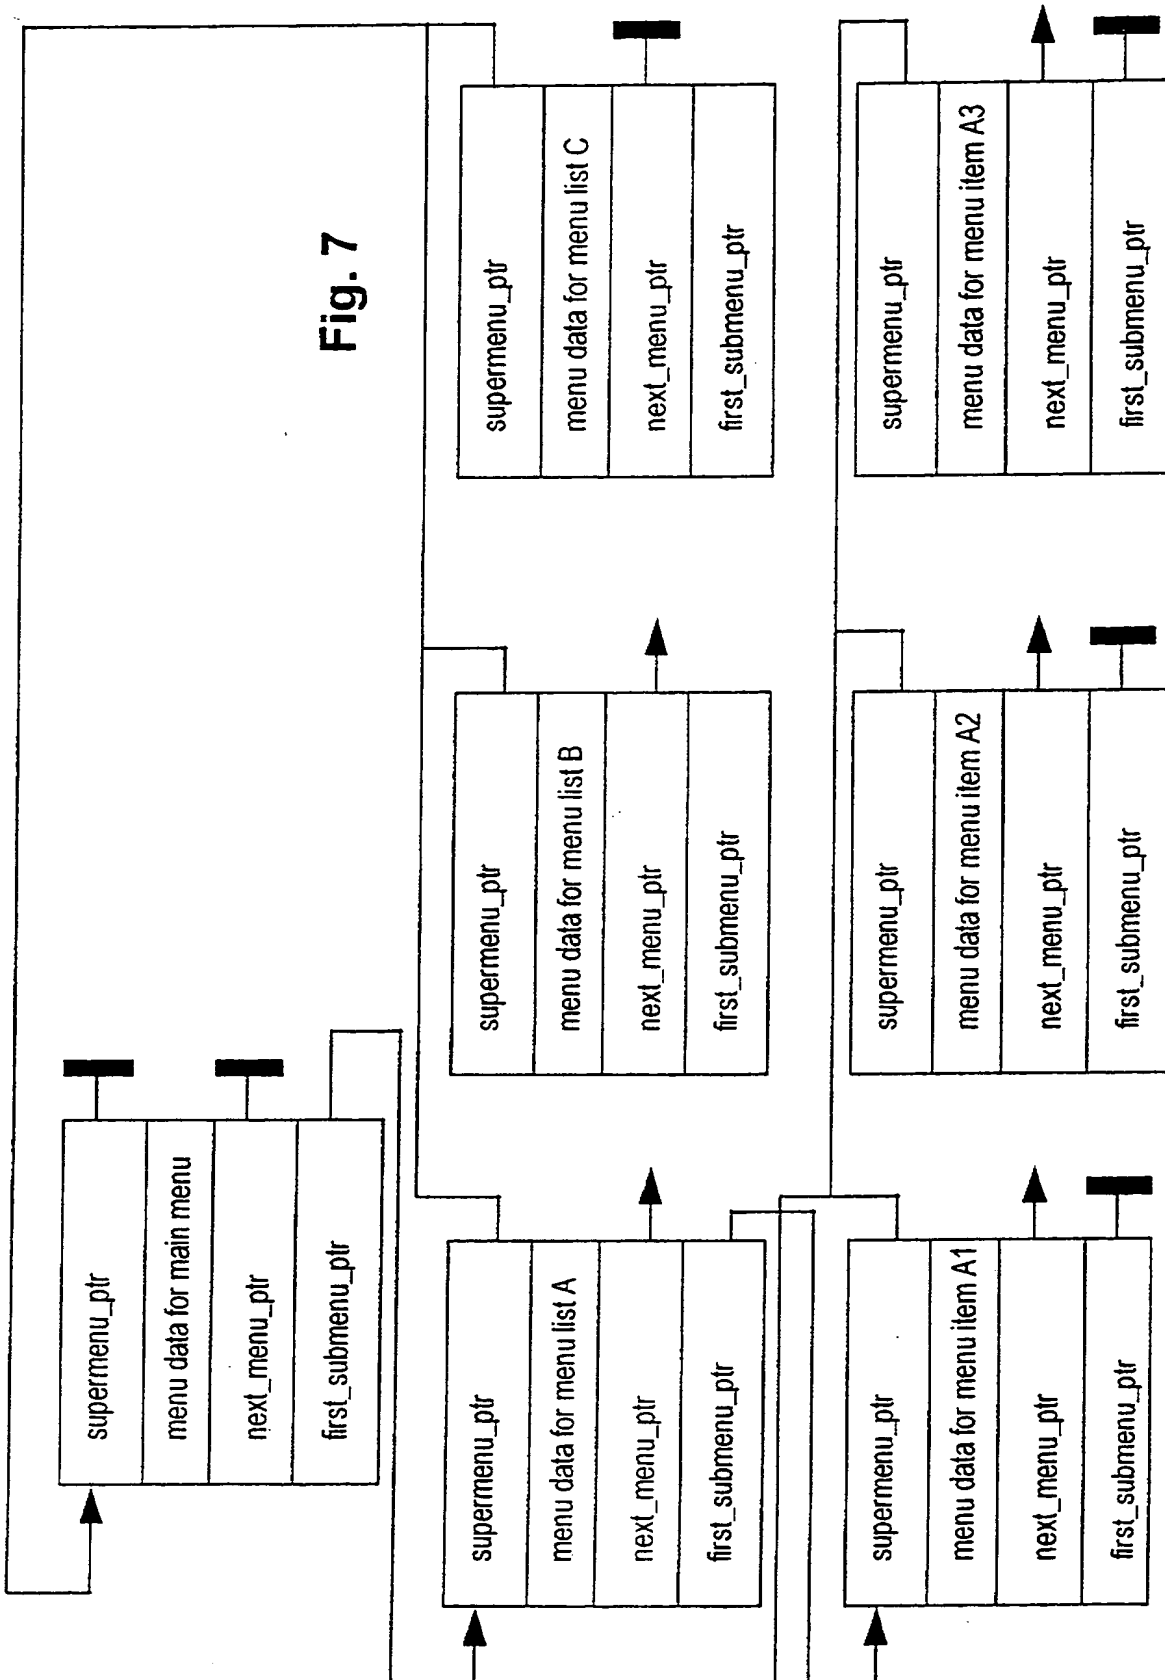 supermenu_ptr
menu data for main menu
next_menu_ptr
first_submenu_ptr
Fig. 7
supermenu_ptr
menu data for menu list A
next_menu_ptr
first_submenu_ptr
supermenu_ptr
menu data for menu list B
next_menu_ptr
first_submenu_ptr
supermenu_ptr
menu data for menu list C
next_menu_ptr
first_submenu_ptr
supermenu_ptr
menu data for menu item A1
next_menu_ptr
first_submenu_ptr
supermenu_ptr
menu data for menu item A2
next_menu_ptr
first_submenu_ptr
supermenu_ptr
menu data for menu item A3
next_menu_ptr
first_submenu_ptr